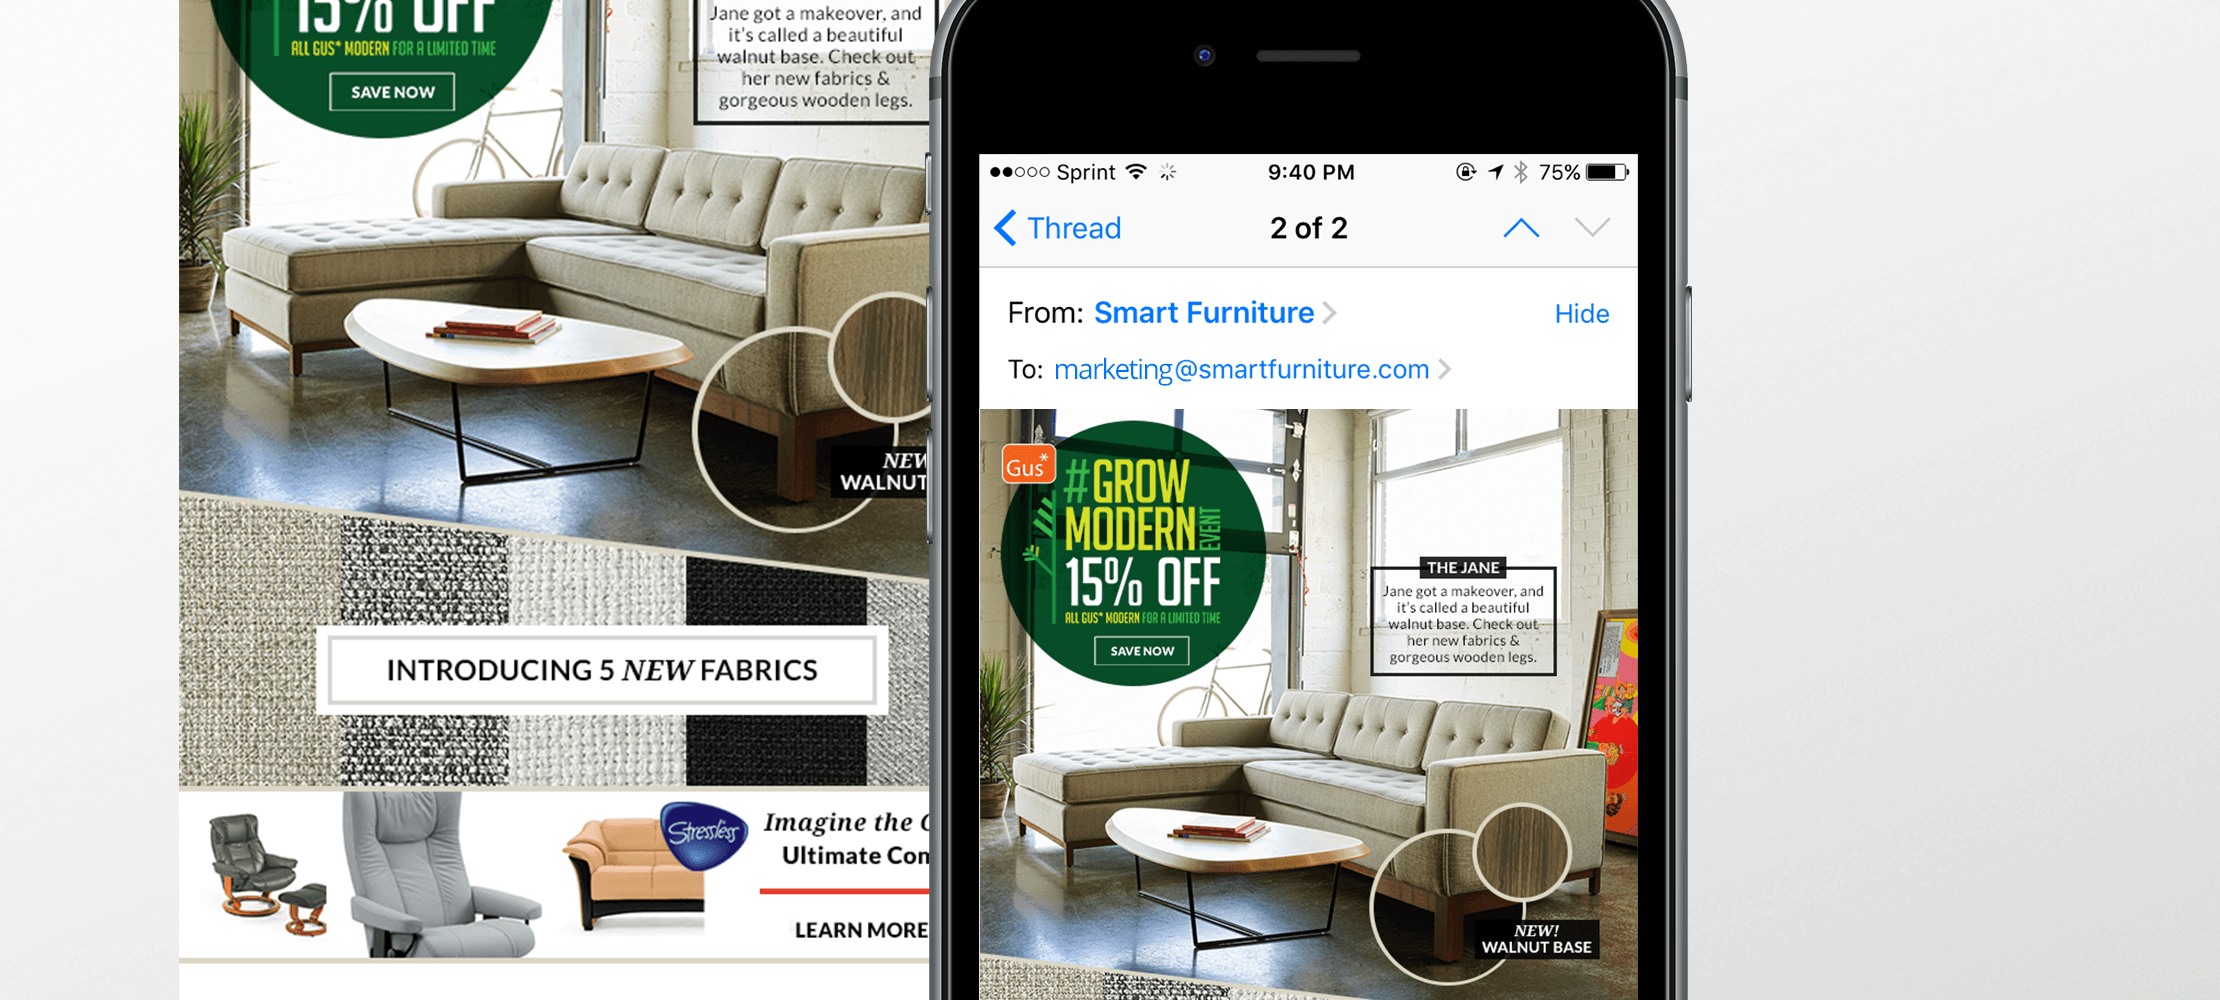 15% OFF
ALL GUS* MODERN FOR A LIMITED TIME
SAVE NOW
Jane got a makeover, and
it's called a beautiful
walnut base. Check out
her new fabrics &
gorgeous wooden legs.
NEW
WALNUT
INTRODUCING 5 NEW FABRICS
Stressless
Imagine the
Ultimate Com
LEARN MORE
Sprint
9:40 PM
75%
Thread
2 of 2
From: Smart Furniture
Hide
To: marketing@smartfurniture.com
Gus*
#GROW
MODERN
EVENT
15% OFF
ALL GUS* MODERN FOR A LIMITED TIME
SAVE NOW
THE JANE
Jane got a makeover, and
it's called a beautiful
walnut base. Check out
her new fabrics &
gorgeous wooden legs.
NEW!
WALNUT BASE